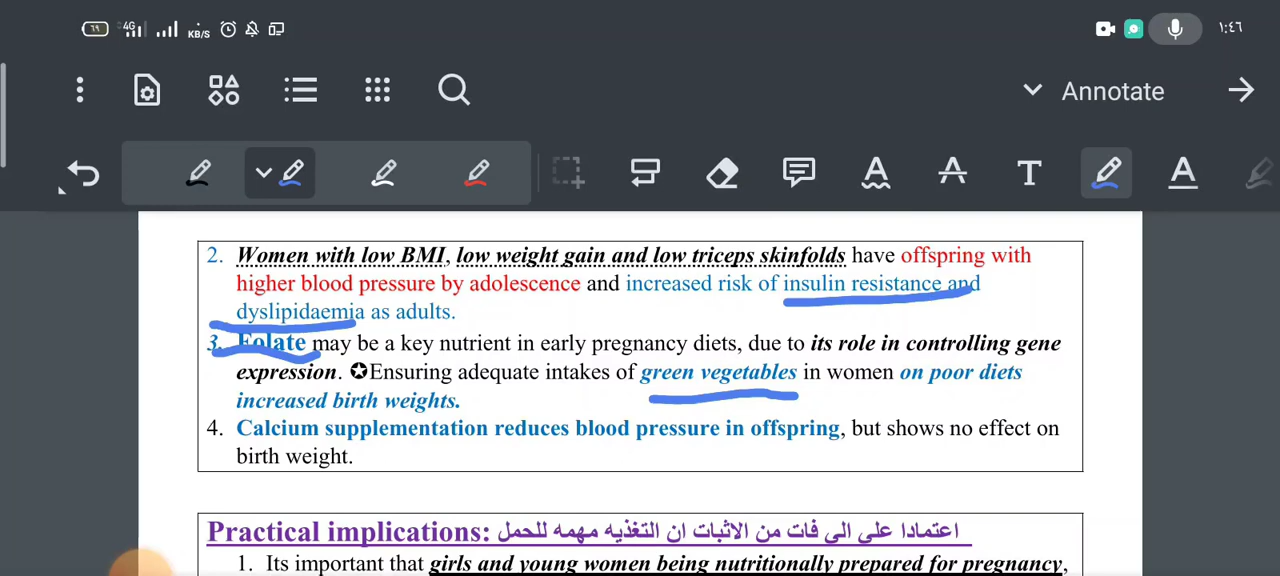 ٦٩ 4G KB/S ١:٤٦
Annotate
T A
2. Women with low BMI, low weight gain and low triceps skinfolds have offspring with
higher blood pressure by adolescence and increased risk of insulin resistance and
dyslipidaemia as adults.
3. Folate may be a key nutrient in early pregnancy diets, due to its role in controlling gene
expression. ✪Ensuring adequate intakes of green vegetables in women on poor diets
increased birth weights.
4. Calcium supplementation reduces blood pressure in offspring, but shows no effect on
birth weight.
Practical implications: اعتمادا على الى فات من الاثبات ان التغذيه مهمه للحمل
1. Its important that girls and young women being nutritionally prepared for pregnancy,